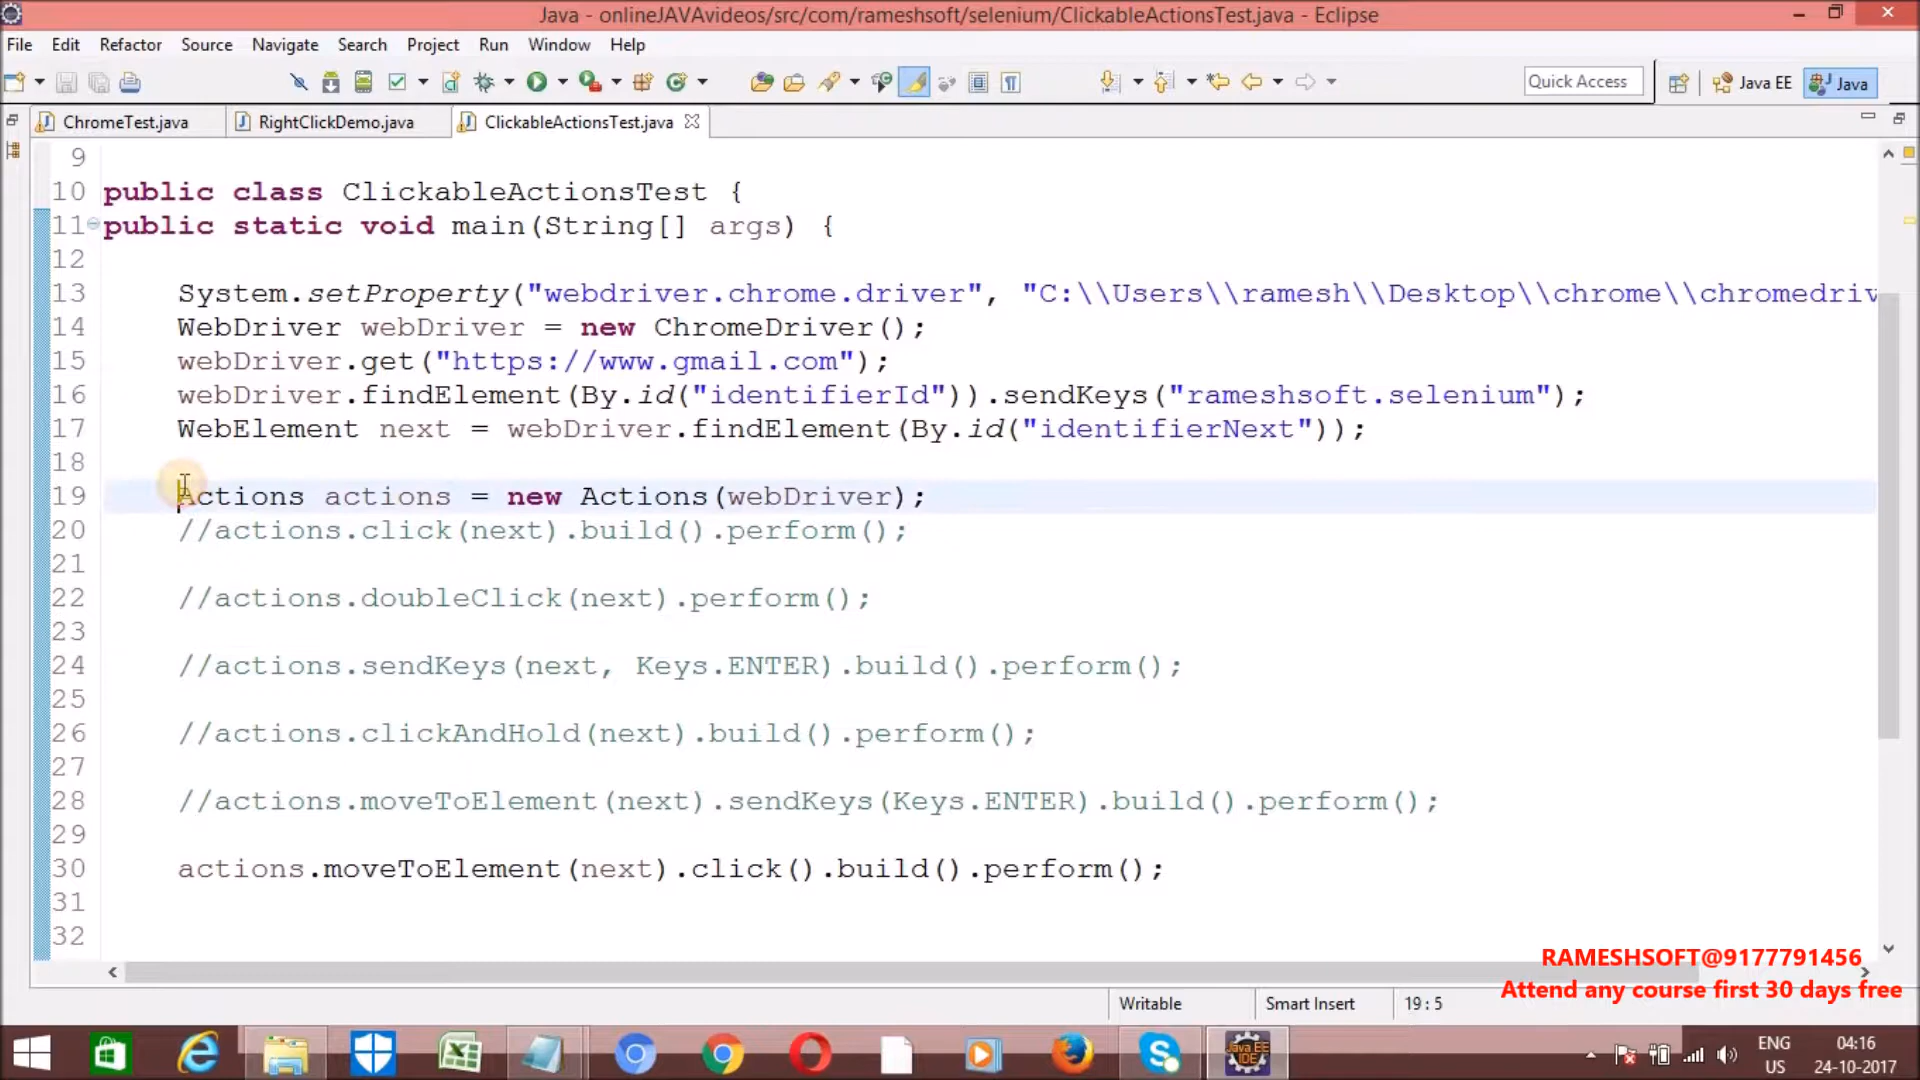 Java - onlineJAVAvideos/src/com/rameshsoft/selenium/ClickableActionsTest.java - Eclipse
File Edit Refactor Source Navigate Search Project Run Window Help
Quick Access Java EE Java
ChromeTest.java RightClickDemo.java ClickableActionsTest.java
9
10 public class ClickableActionsTest {
11 public static void main(String[] args) {
12
13 System.setProperty("webdriver.chrome.driver", "C:\\Users\\ramesh\\Desktop\\chrome\\chromedriv
14 WebDriver webDriver = new ChromeDriver();
15 webDriver.get("https://www.gmail.com");
16 webDriver.findElement(By.id("identifierId")).sendKeys("rameshsoft.selenium");
17 WebElement next = webDriver.findElement(By.id("identifierNext"));
18
19 Actions actions = new Actions(webDriver);
20 //actions.click(next).build().perform();
21
22 //actions.doubleClick(next).perform();
23
24 //actions.sendKeys(next, Keys.ENTER).build().perform();
25
26 //actions.clickAndHold(next).build().perform();
27
28 //actions.moveToElement(next).sendKeys(Keys.ENTER).build().perform();
29
30 actions.moveToElement(next).click().build().perform();
31
32
RAMESHSOFT@9177791456
Attend any course first 30 days free
Writable Smart Insert 19 : 5
Java EE IDE
ENG 04:16
US 24-10-2017